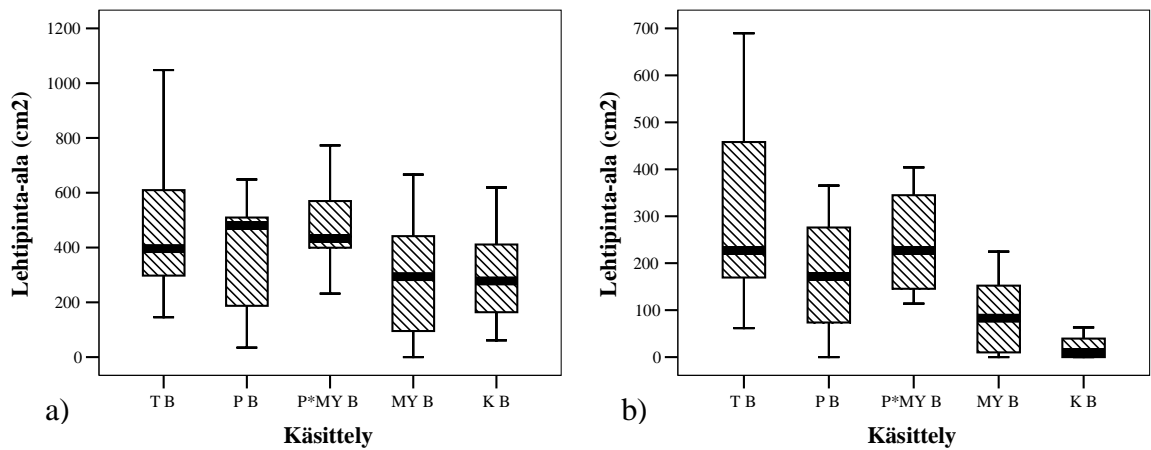 1200
1000
800
600
400
200
0
Lehtipinta-ala (cm2)
T B P B P*MY B MY B K B
Käsittely
a)
700
600
500
400
300
200
100
0
Lehtipinta-ala (cm2)
T B P B P*MY B MY B K B
Käsittely
b)